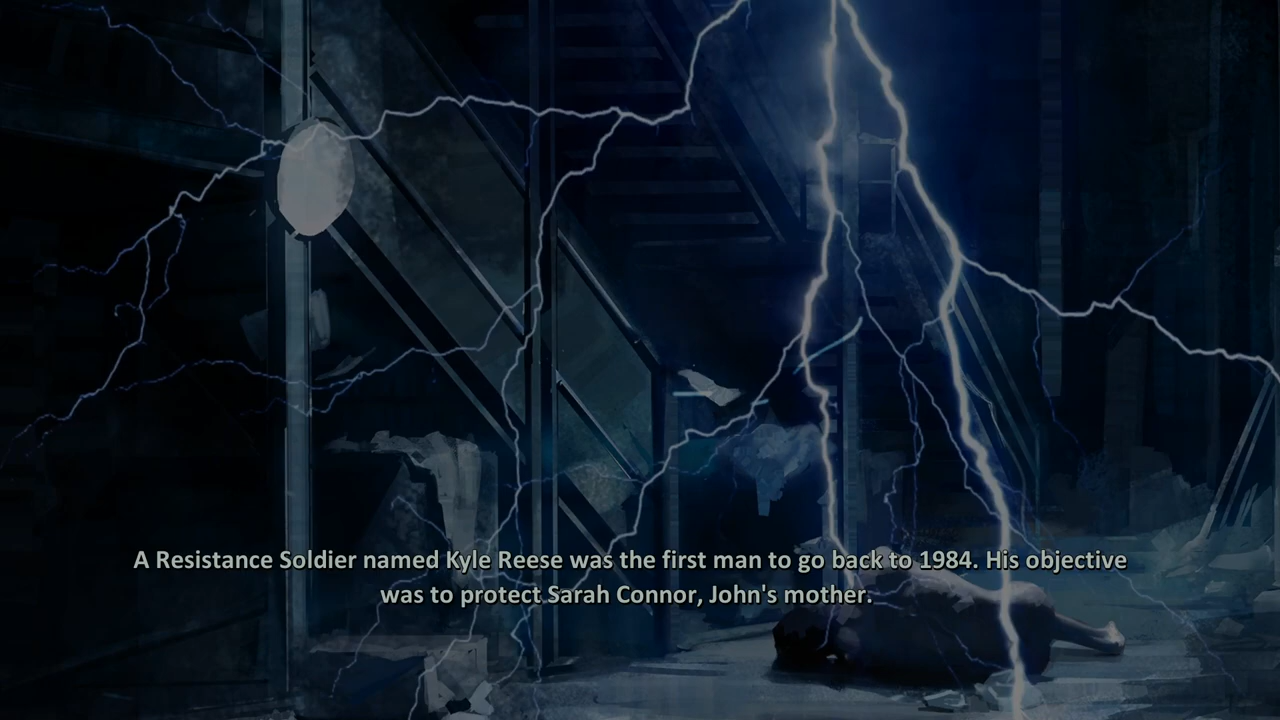 A Resistance Soldier named Kyle Reese was the first man to go back to 1984. His objective
was to protect Sarah Connor, John's mother.